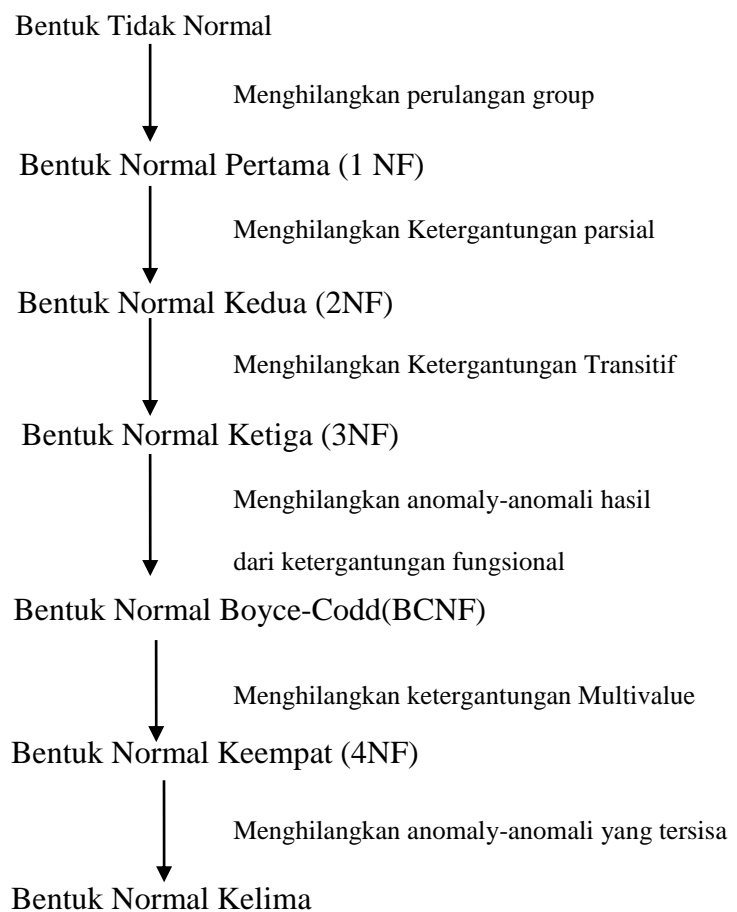 Bentuk Tidak Normal
Menghilangkan perulangan group
Bentuk Normal Pertama (1 NF)
Menghilangkan Ketergantungan parsial
Bentuk Normal Kedua (2NF)
Menghilangkan Ketergantungan Transitif
Bentuk Normal Ketiga (3NF)
Menghilangkan anomaly-anomali hasil
dari ketergantungan fungsional
Bentuk Normal Boyce-Codd(BCNF)
Menghilangkan ketergantungan Multivalue
Bentuk Normal Keempat (4NF)
Menghilangkan anomaly-anomali yang tersisa
Bentuk Normal Kelima